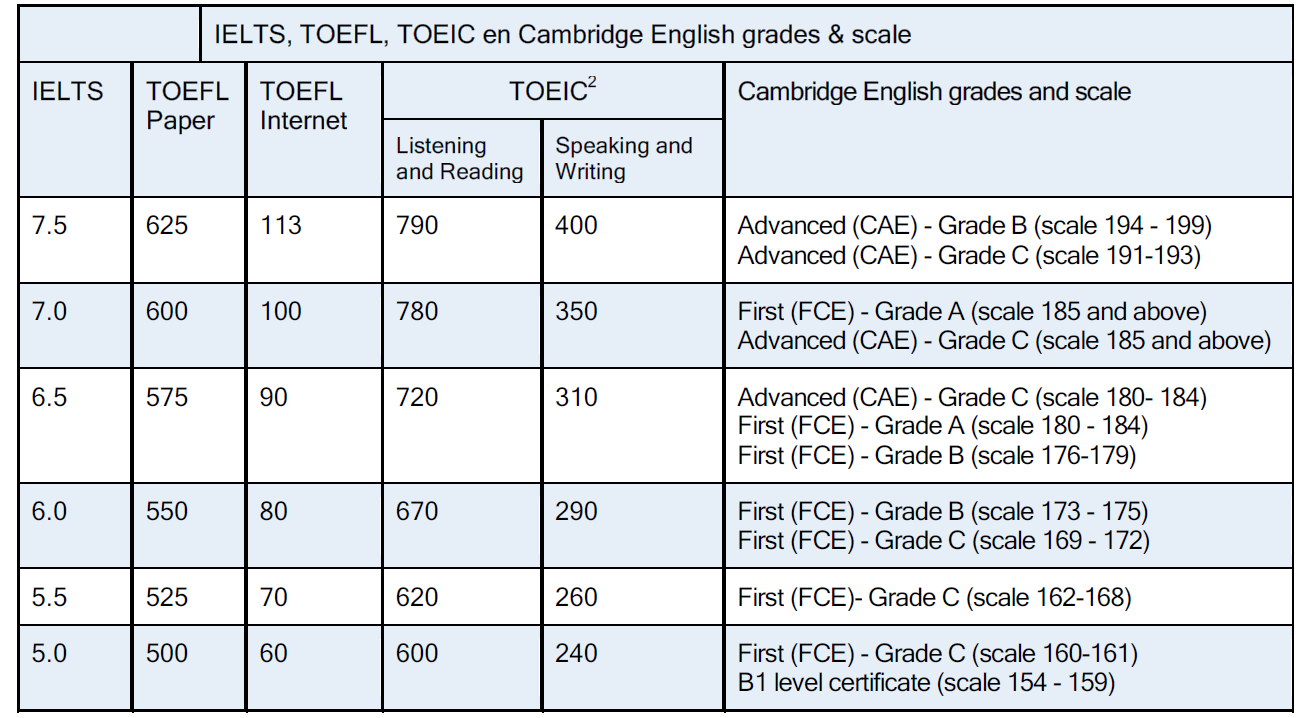 IELTS, TOEFL, TOEIC en Cambridge English grades & scale
IELTS TOEFL Paper TOEFL Internet TOEIC2 Cambridge English grades and scale
Listening and Reading Speaking and Writing
7.5 625 113 790 400 Advanced (CAE) - Grade B (scale 194 - 199)
Advanced (CAE) - Grade C (scale 191-193)
7.0 600 100 780 350 First (FCE) - Grade A (scale 185 and above)
Advanced (CAE) - Grade C (scale 185 and above)
6.5 575 90 720 310 Advanced (CAE) - Grade C (scale 180- 184)
First (FCE) - Grade A (scale 180 - 184)
First (FCE) - Grade B (scale 176-179)
6.0 550 80 670 290 First (FCE) - Grade B (scale 173 - 175)
First (FCE) - Grade C (scale 169 - 172)
5.5 525 70 620 260 First (FCE)- Grade C (scale 162-168)
5.0 500 60 600 240 First (FCE) - Grade C (scale 160-161)
B1 level certificate (scale 154 - 159)